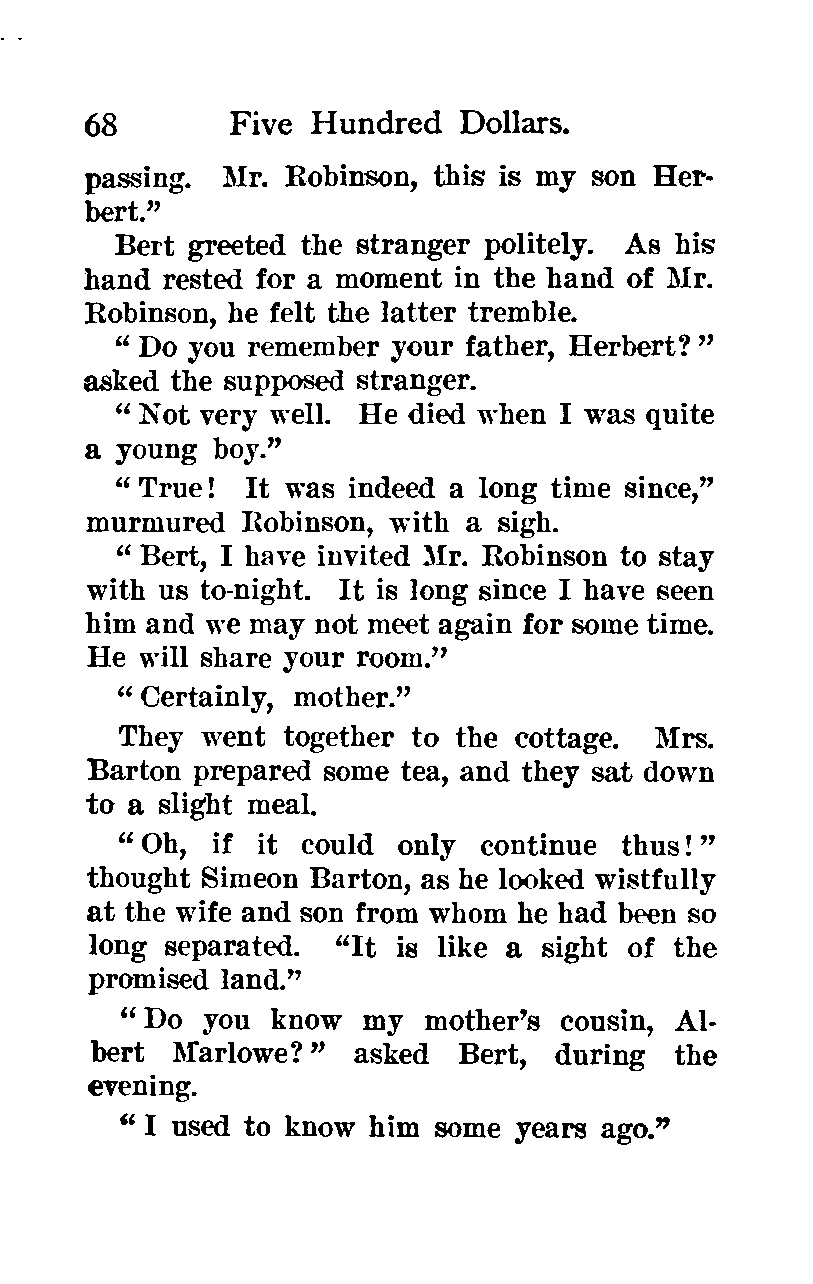 68 Five Hundred Dollars.
passing. Mr. Robinson, this is my son Her-
bert.”
Bert greeted the stranger politely. As his
hand rested for a moment in the hand of Mr.
Robinson, he felt the latter tremble.
“ Do you remember your father, Herbert? ”
asked the supposed stranger.
“ Not very well. He died when I was quite
a young boy.”
“ True! It was indeed a long time since,”
murmured Robinson, with a sigh.
“ Bert, I have invited Mr. Robinson to stay
with us to-night. It is long since I have seen
him and we may not meet again for some time.
He will share your room.”
“ Certainly, mother.”
They went together to the cottage. Mrs.
Barton prepared some tea, and they sat down
to a slight meal.
“ Oh, if it could only continue thus! ”
thought Simeon Barton, as he looked wistfully
at the wife and son from whom he had been so
long separated. “It is like a sight of the
promised land.”
“ Do you know my mother’s cousin, Al-
bert Marlowe? ” asked Bert, during the
evening.
“ I used to know him some years ago.”